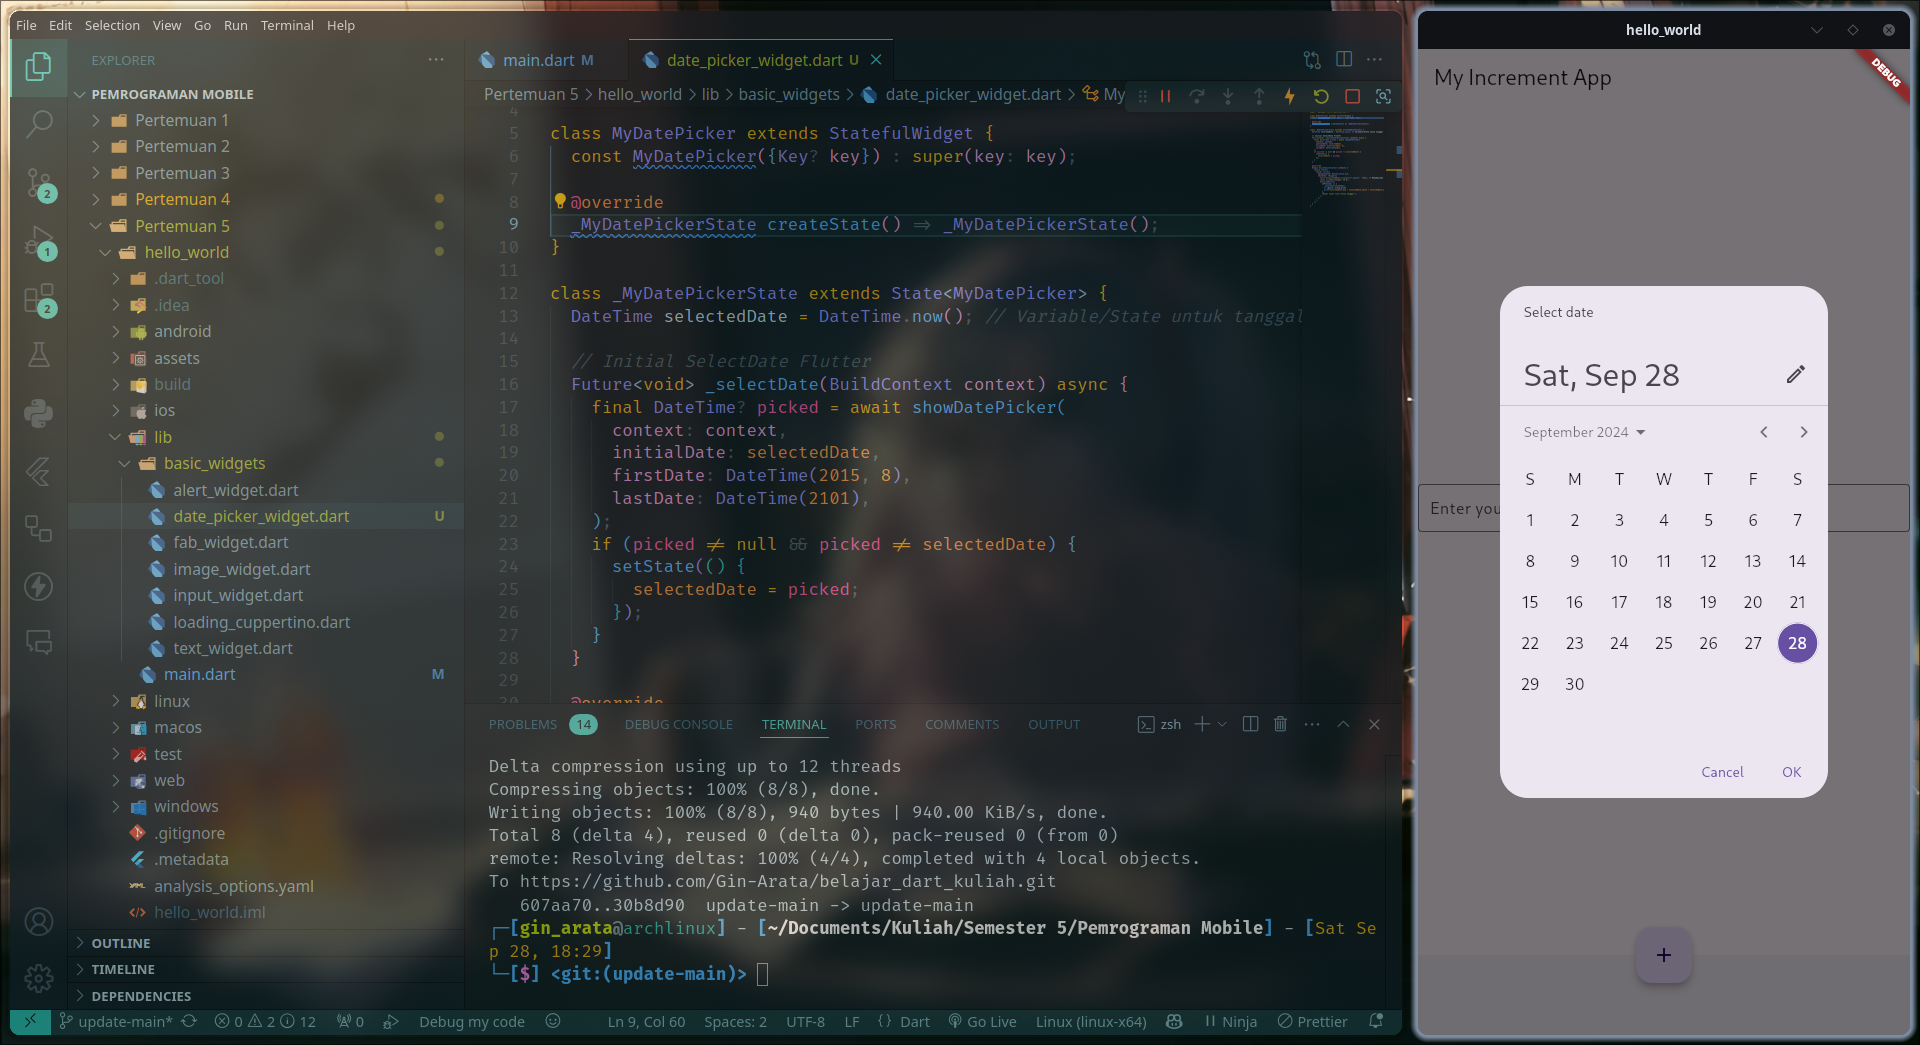 File Edit Selection View Go Run Terminal Help
EXPLORER
PEMROGRAMAN MOBILE
Pertemuan 1
Pertemuan 2
Pertemuan 3
Pertemuan 4
Pertemuan 5
hello_world
.dart_tool
.idea
android
assets
build
ios
lib
basic_widgets
alert_widget.dart
date_picker_widget.dart U
fab_widget.dart
image_widget.dart
input_widget.dart
loading_cuppertino.dart
text_widget.dart
main.dart M
linux
macos
test
web
windows
.gitignore
.metadata
analysis_options.yaml
hello_world.iml
OUTLINE
TIMELINE
DEPENDENCIES
2
1
2
main.dart M
date_picker_widget.dart U
Pertemuan 5 > hello_world > lib > basic_widgets > date_picker_widget.dart > My
4
5 class MyDatePicker extends StatefulWidget {
6 const MyDatePicker({Key? key}) : super(key: key);
7
8 @override
9 _MyDatePickerState createState() => _MyDatePickerState();
10 }
11
12 class _MyDatePickerState extends State<MyDatePicker> {
13 DateTime selectedDate = DateTime.now(); // Variable/State untuk tanggal
14
15 // Initial SelectDate Flutter
16 Future<void> _selectDate(BuildContext context) async {
17 final DateTime? picked = await showDatePicker(
18 context: context,
19 initialDate: selectedDate,
20 firstDate: DateTime(2015, 8),
21 lastDate: DateTime(2101),
22 );
23 if (picked != null && picked != selectedDate) {
24 setState(() {
25 selectedDate = picked;
26 });
27 }
28 }
29
30 @override
PROBLEMS 14 DEBUG CONSOLE TERMINAL PORTS COMMENTS OUTPUT zsh
Delta compression using up to 12 threads
Compressing objects: 100% (8/8), done.
Writing objects: 100% (8/8), 940 bytes | 940.00 KiB/s, done.
Total 8 (delta 4), reused 0 (delta 0), pack-reused 0 (from 0)
remote: Resolving deltas: 100% (4/4), completed with 4 local objects.
To https://github.com/Gin-Arata/belajar_dart_kuliah.git
607aa70..30b8d90 update-main -> update-main
┌─[gin_arata@archlinux] - [~/Documents/Kuliah/Semester 5/Pemrograman Mobile] - [Sat Se
p 28, 18:29]
└─[$] <git:(update-main)>
update-main* 0 2 12 0 Debug my code Ln 9, Col 60 Spaces: 2 UTF-8 LF {} Dart Go Live Linux (linux-x64) Ninja Prettier
hello_world
DEBUG
My Increment App
Enter you
Select date
Sat, Sep 28
September 2024
S M T W T F S
1 2 3 4 5 6 7
8 9 10 11 12 13 14
15 16 17 18 19 20 21
22 23 24 25 26 27 28
29 30
Cancel OK
+